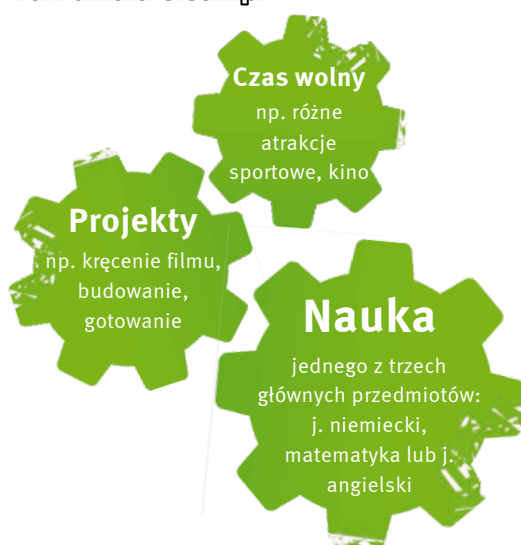 Czas wolny
np. różne
atrakcje
sportowe, kino
Projekty
np. kręcenie filmu,
budowanie,
gotowanie
Nauka
jednego z trzech
głównych przedmiotów:
j. niemiecki,
matematyka lub j.
angielski